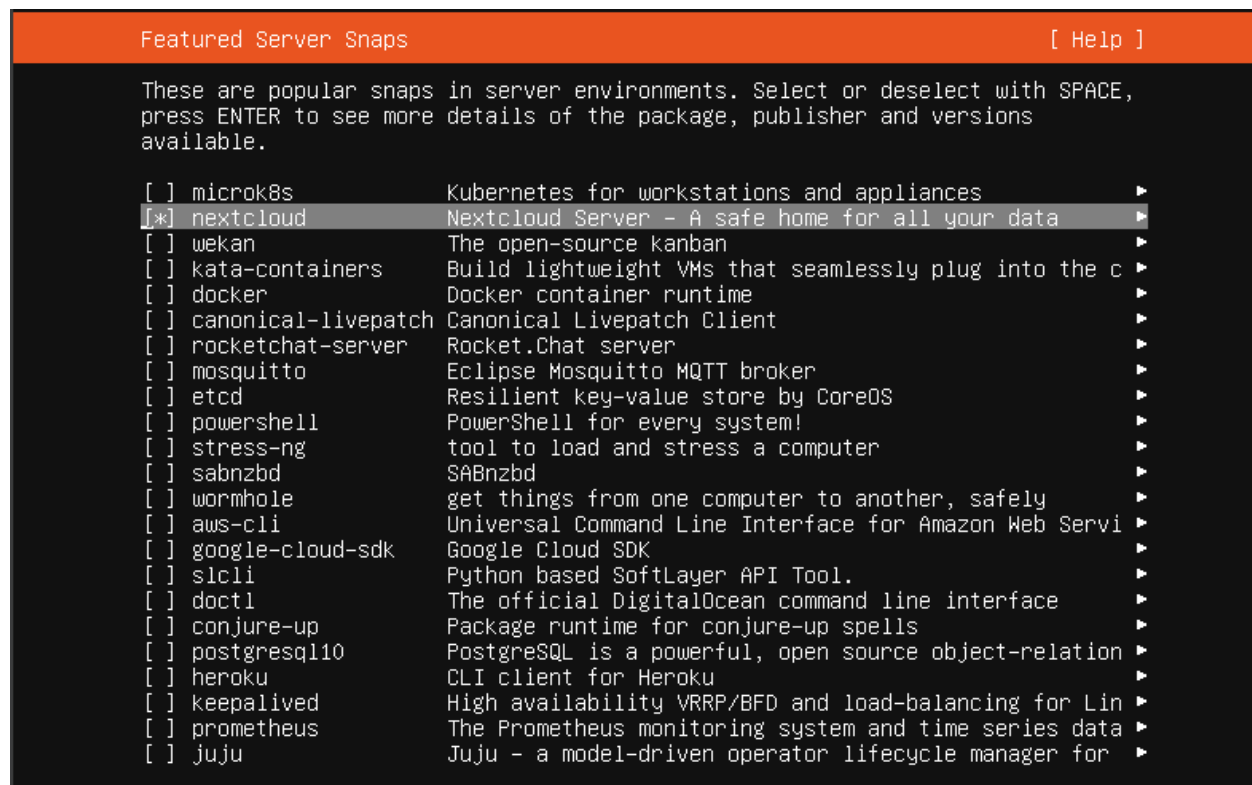 Featured Server Snaps [ Help ]
These are popular snaps in server environments. Select or deselect with SPACE,
press ENTER to see more details of the package, publisher and versions
available.
[ ] microk8s Kubernetes for workstations and appliances ▸
[*] nextcloud Nextcloud Server – A safe home for all your data ▸
[ ] wekan The open-source kanban ▸
[ ] kata-containers Build lightweight VMs that seamlessly plug into the c ▸
[ ] docker Docker container runtime ▸
[ ] canonical-livepatch Canonical Livepatch Client ▸
[ ] rocketchat-server Rocket.Chat server ▸
[ ] mosquitto Eclipse Mosquitto MQTT broker ▸
[ ] etcd Resilient key-value store by CoreOS ▸
[ ] powershell PowerShell for every system! ▸
[ ] stress-ng tool to load and stress a computer ▸
[ ] sabnzbd SABnzbd ▸
[ ] wormhole get things from one computer to another, safely ▸
[ ] aws-cli Universal Command Line Interface for Amazon Web Servi ▸
[ ] google-cloud-sdk Google Cloud SDK ▸
[ ] slcli Python based SoftLayer API Tool. ▸
[ ] doctl The official DigitalOcean command line interface ▸
[ ] conjure-up Package runtime for conjure-up spells ▸
[ ] postgresql10 PostgreSQL is a powerful, open source object-relation ▸
[ ] heroku CLI client for Heroku ▸
[ ] keepalived High availability VRRP/BFD and load-balancing for Lin ▸
[ ] prometheus The Prometheus monitoring system and time series data ▸
[ ] juju Juju – a model-driven operator lifecycle manager for ▸